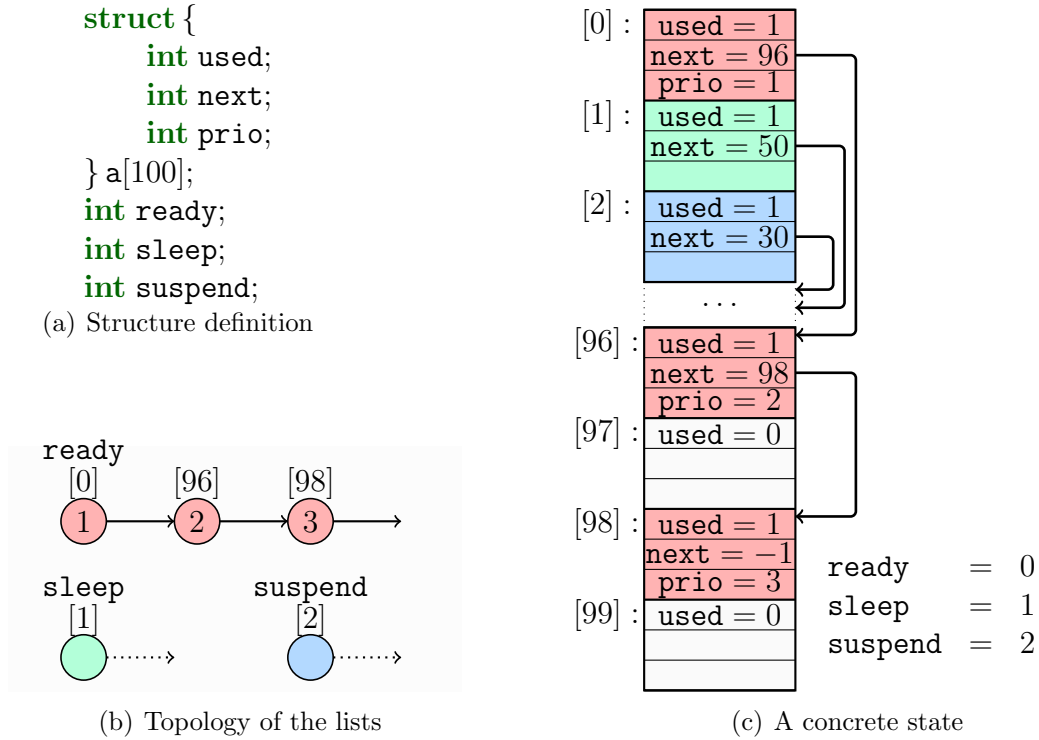 struct {
int used;
int next;
int prio;
} a[100];
int ready;
int sleep;
int suspend;
(a) Structure definition
ready
[0] [96] [98]
1 2 3
sleep suspend
[1] [2]
(b) Topology of the lists
[0] : used = 1
next = 96
prio = 1
[1] : used = 1
next = 50
[2] : used = 1
next = 30
...
[96] : used = 1
next = 98
prio = 2
[97] : used = 0
[98] : used = 1
next = −1
prio = 3
[99] : used = 0
ready = 0
sleep = 1
suspend = 2
(c) A concrete state